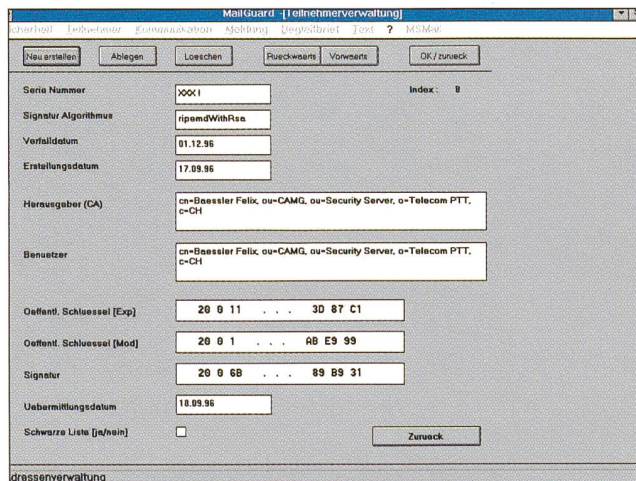 MailGuard -[Teilnehmerverwaltung]
Teilnehmer Kommunikation Meldung Begleitbrief Text ? MSMail
Neu erstellen Ablegen Loeschen Rueckwaerts Vorwaerts OK / zurueck
Serie Nummer XXX I Index : 8
Signatur Algorithmus ripemdWithRsa
Verfalldatum 01.12.96
Erstellungsdatum 17.09.96
Herausgeber (CA) cn=Baessler Felix, ou=CAMG, ou=Security Server, o=Telecom PTT,
c=CH
Benuetzer cn=Baessler Felix, ou=CAMG, ou=Security Server, o=Telecom PTT,
c=CH
Oeffentl. Schluessel [Exp] 20 0 11 . . . 3D 87 C1
Oeffentl. Schluessel [Mod] 20 0 1 . . . AB E9 99
Signatur 20 0 6B . . . 89 B9 31
Uebermittlungsdatum 18.09.96
Schwarze Liste [ja/nein] Zurueck
dressenverwaltung